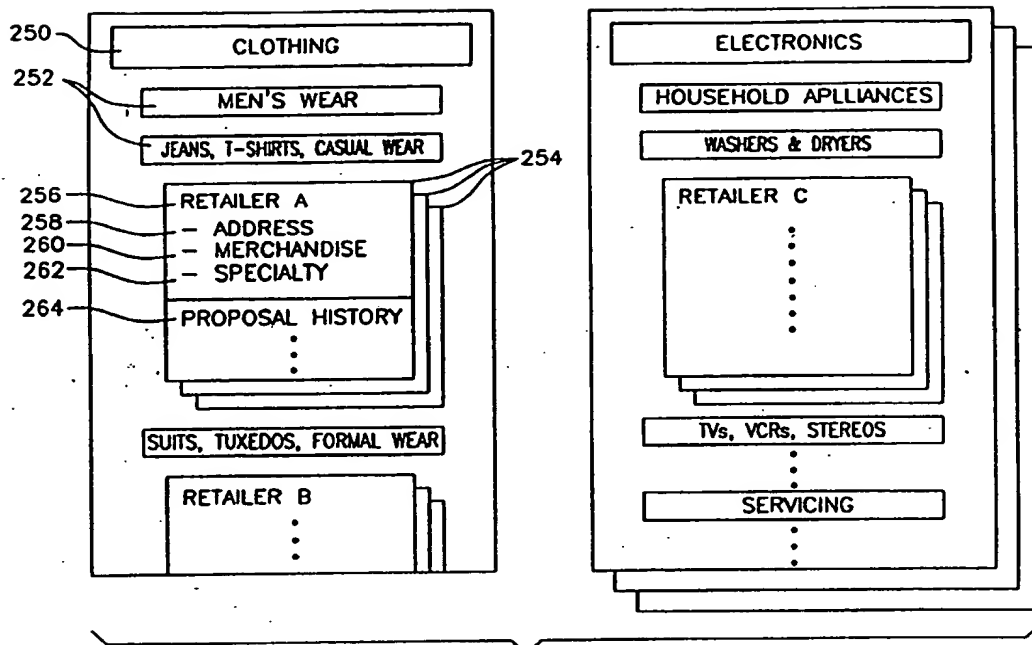 250
CLOTHING
252
MEN'S WEAR
JEANS, T-SHIRTS, CASUAL WEAR
254
256
RETAILER A
258
– ADDRESS
260
– MERCHANDISE
262
– SPECIALTY
264
PROPOSAL HISTORY
SUITS, TUXEDOS, FORMAL WEAR
RETAILER B
ELECTRONICS
HOUSEHOLD APLLIANCES
WASHERS & DRYERS
RETAILER C
TVs, VCRs, STEREOS
SERVICING